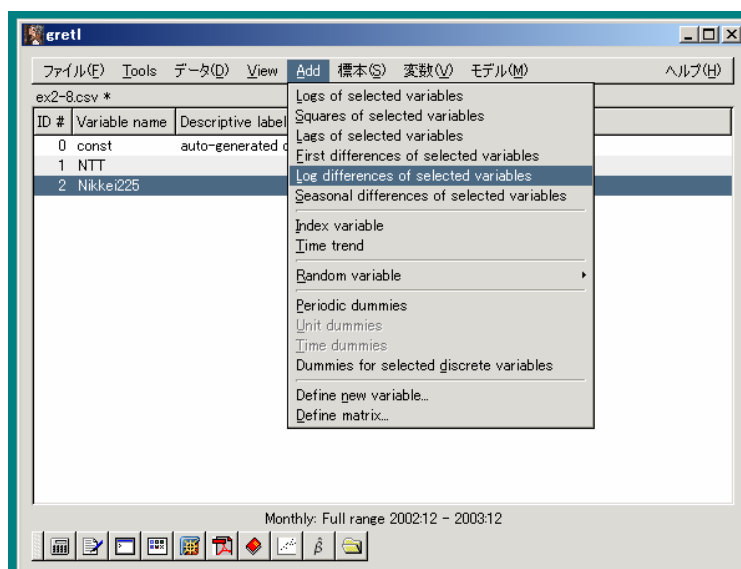 gretl
ファイル(F) Tools データ(D) View Add 標本(S) 変数(V) モデル(M) ヘルプ(H)
ex2-8.csv *
ID # Variable name Descriptive label
0 const auto-generated
1 NTT
2 Nikkei225
Logs of selected variables
Squares of selected variables
Lags of selected variables
First differences of selected variables
Log differences of selected variables
Seasonal differences of selected variables
Index variable
Time trend
Random variable
Periodic dummies
Unit dummies
Time dummies
Dummies for selected discrete variables
Define new variable...
Define matrix...
Monthly: Full range 2002:12 - 2003:12
β̂